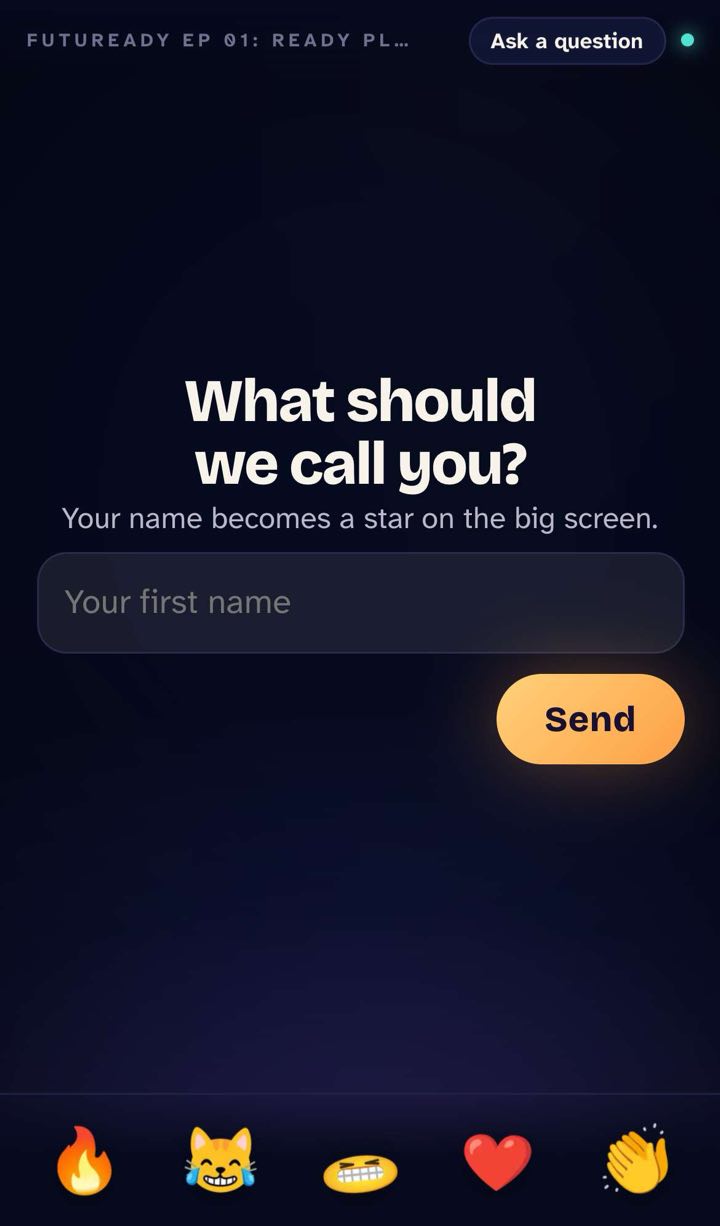 FUTUREADY EP 01: READY PL…
Ask a question
What should
we call you?
Your name becomes a star on the big screen.
Your first name
Send